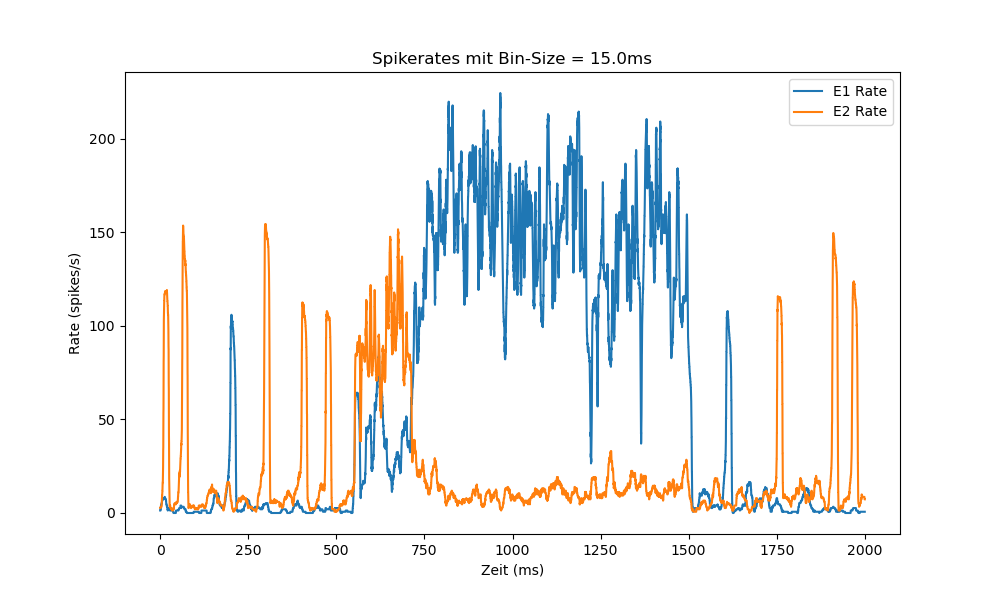 Spikerates mit Bin-Size = 15.0ms
E1 Rate
E2 Rate
Rate (spikes/s)
200
150
100
50
0
0 250 500 750 1000 1250 1500 1750 2000
Zeit (ms)